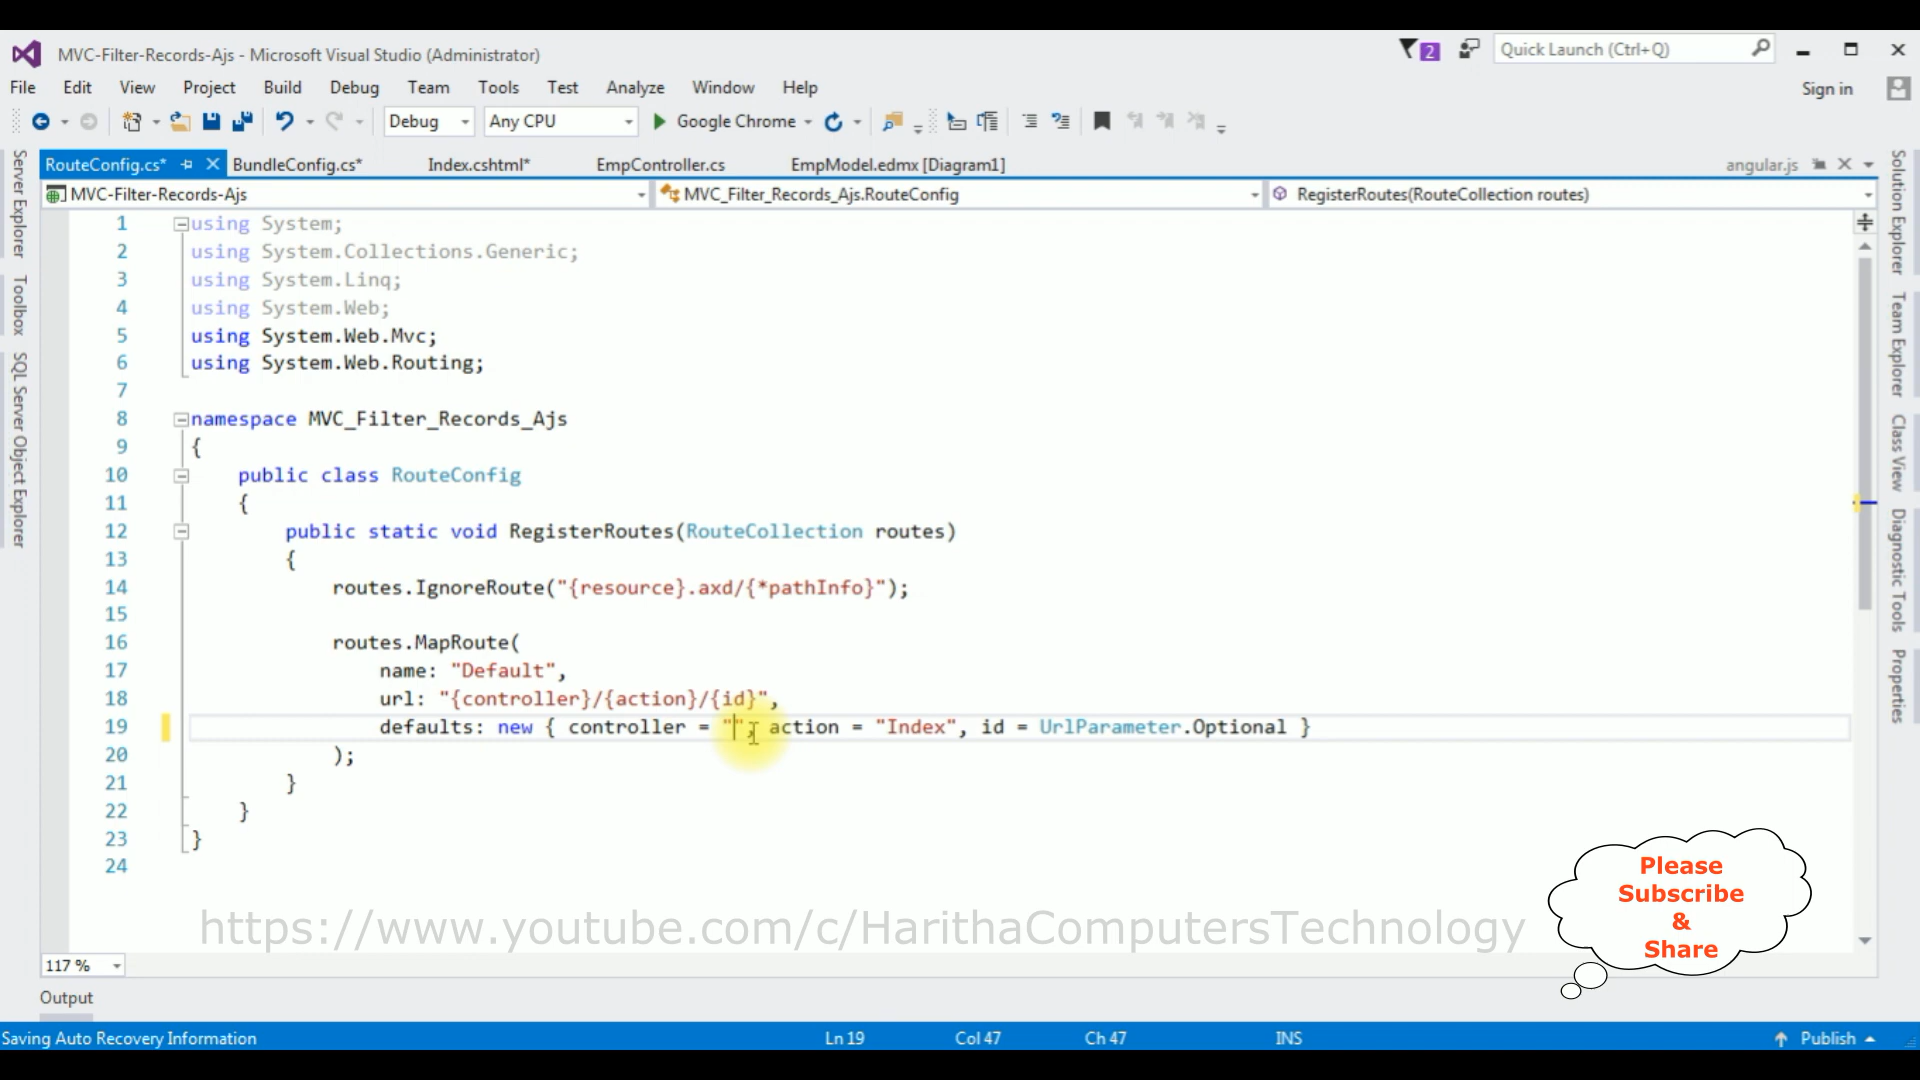 MVC-Filter-Records-Ajs - Microsoft Visual Studio (Administrator)
2
Quick Launch (Ctrl+Q)
File Edit View Project Build Debug Team Tools Test Analyze Window Help
Sign in
Debug Any CPU Google Chrome
RouteConfig.cs* BundleConfig.cs* Index.cshtml* EmpController.cs EmpModel.edmx [Diagram1] angular.js
MVC-Filter-Records-Ajs MVC_Filter_Records_Ajs.RouteConfig RegisterRoutes(RouteCollection routes)
Server Explorer
Toolbox
SQL Server Object Explorer
1 using System;
2 using System.Collections.Generic;
3 using System.Linq;
4 using System.Web;
5 using System.Web.Mvc;
6 using System.Web.Routing;
7
8 namespace MVC_Filter_Records_Ajs
9 {
10 public class RouteConfig
11 {
12 public static void RegisterRoutes(RouteCollection routes)
13 {
14 routes.IgnoreRoute("{resource}.axd/{*pathInfo}");
15
16 routes.MapRoute(
17 name: "Default",
18 url: "{controller}/{action}/{id}",
19 defaults: new { controller = "", action = "Index", id = UrlParameter.Optional }
20 );
21 }
22 }
23 }
24
Solution Explorer
Team Explorer
Class View
Diagnostic Tools
Properties
Please
Subscribe
&
Share
https://www.youtube.com/c/HarithaComputersTechnology
117 %
Output
Saving Auto Recovery Information Ln 19 Col 47 Ch 47 INS Publish